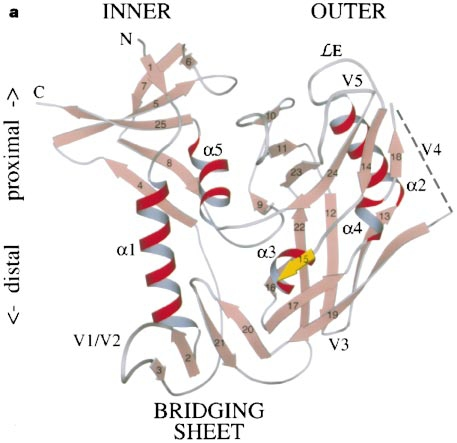 a
INNER OUTER
N
ℒE
V5
C
V4
α5
α2
α4
α3
α1
V1/V2
V3
BRIDGING
SHEET
<- distal proximal ->
1
6
7
5
25
8
4
10
11
23
24
14
18
9
22
12
13
15
16
17
19
20
21
2
3